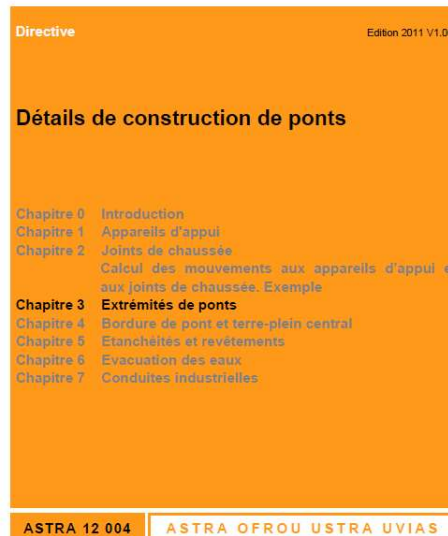 Directive
Edition 2011 V1.0
Détails de construction de ponts
Chapitre 0 Introduction
Chapitre 1 Appareils d'appui
Chapitre 2 Joints de chaussée
Calcul des mouvements aux appareils d'appui e
aux joints de chaussée. Exemple
Chapitre 3 Extrémités de ponts
Chapitre 4 Bordure de pont et terre-plein central
Chapitre 5 Etanchéités et revêtements
Chapitre 6 Evacuation des eaux
Chapitre 7 Conduites industrielles
ASTRA 12 004
ASTRA OFROU USTRA UVIAS